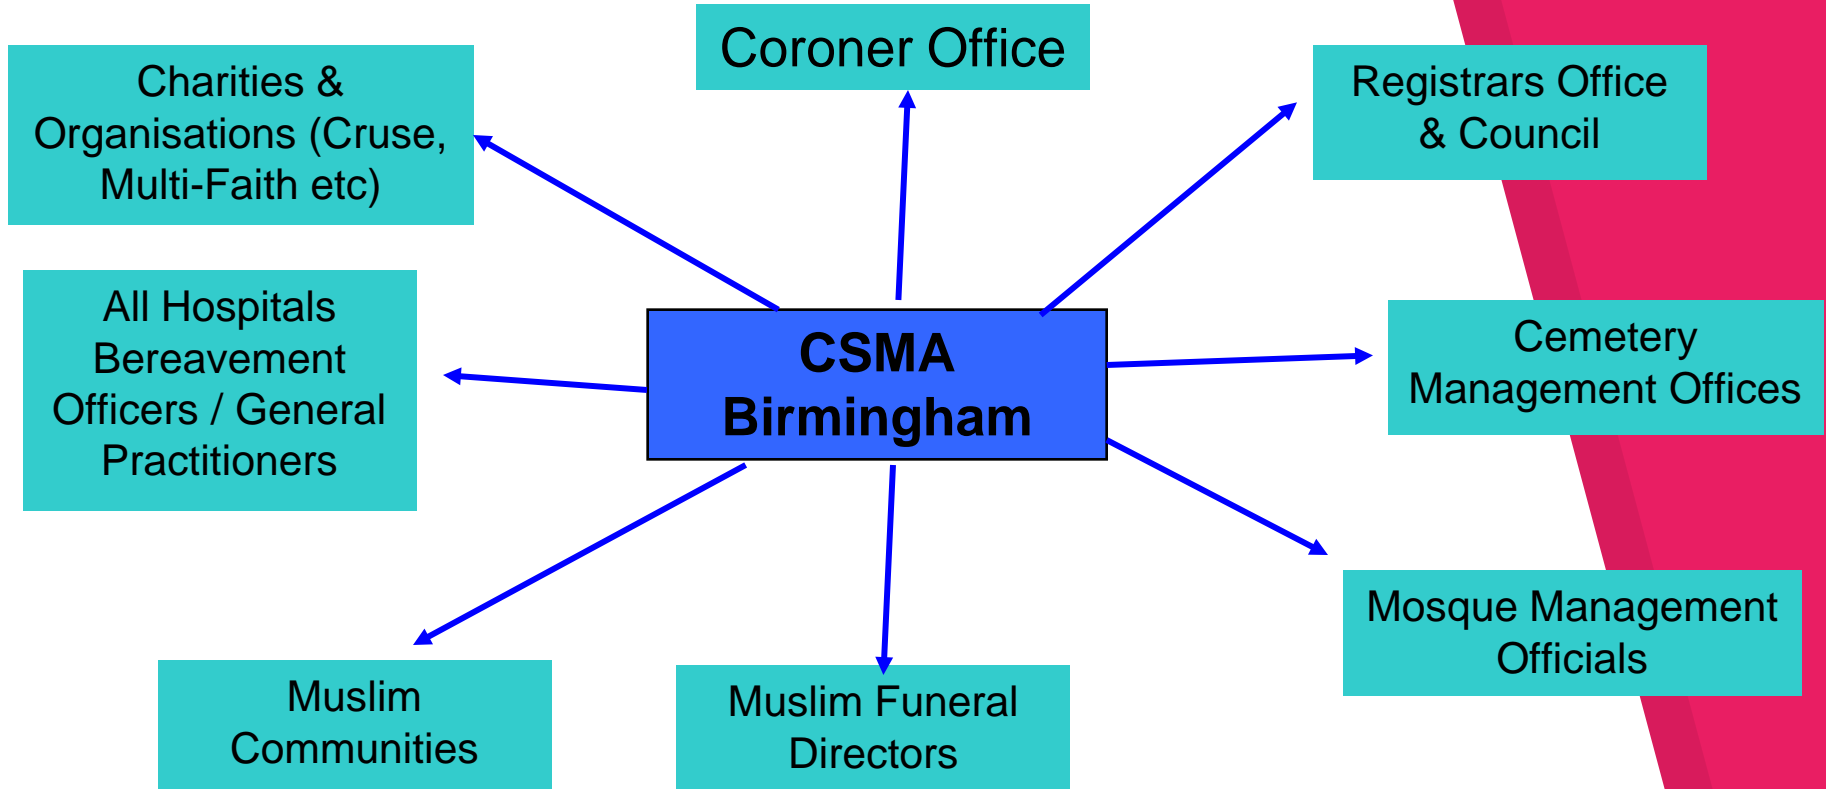 Coroner Office
Charities &
Organisations (Cruse,
Multi-Faith etc)
Registrars Office
& Council
All Hospitals
Bereavement
Officers / General
Practitioners
CSMA
Birmingham
Cemetery
Management Offices
Mosque Management
Officials
Muslim
Communities
Muslim Funeral
Directors